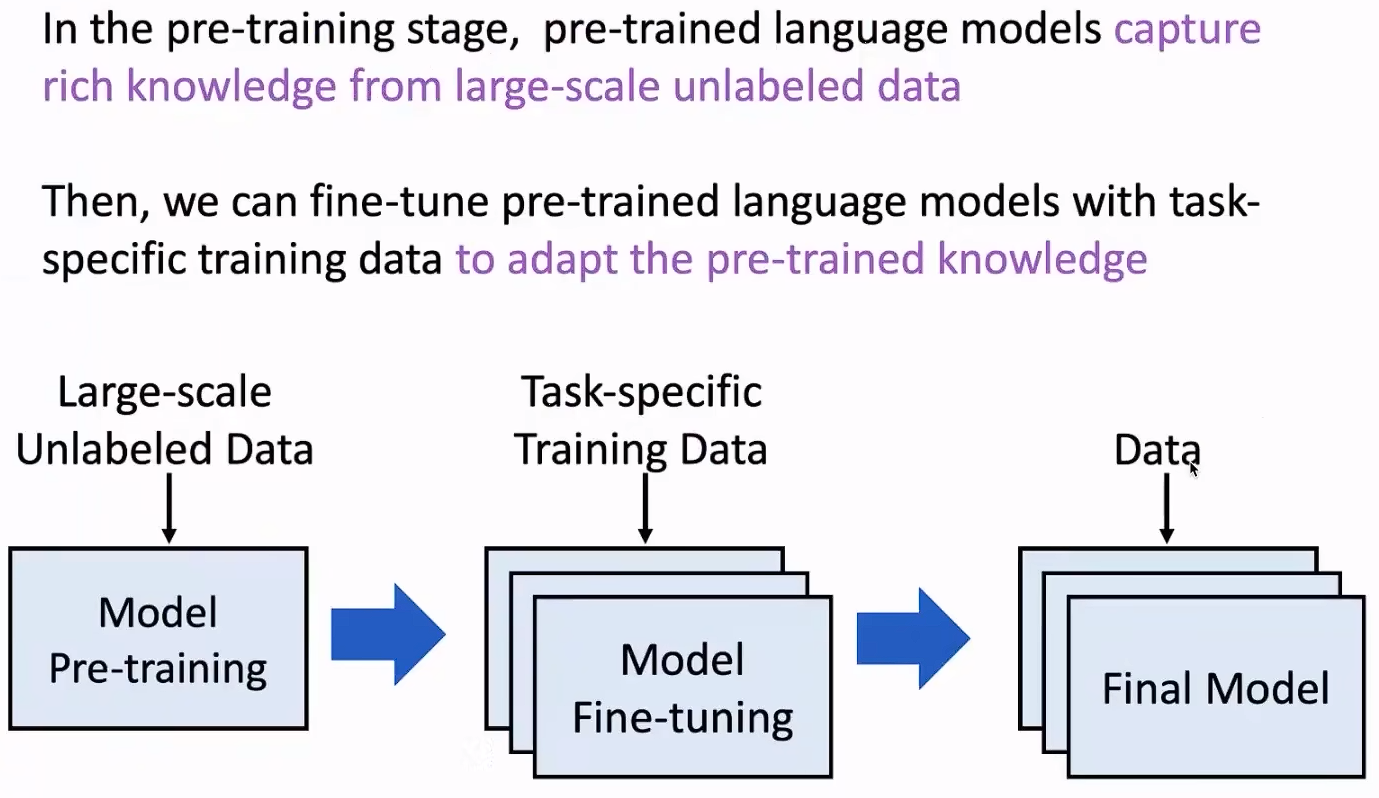 In the pre-training stage, pre-trained language models capture
rich knowledge from large-scale unlabeled data
Then, we can fine-tune pre-trained language models with task-
specific training data to adapt the pre-trained knowledge
Large-scale
Unlabeled Data
Task-specific
Training Data
Data
Model
Pre-training
Model
Fine-tuning
Final Model